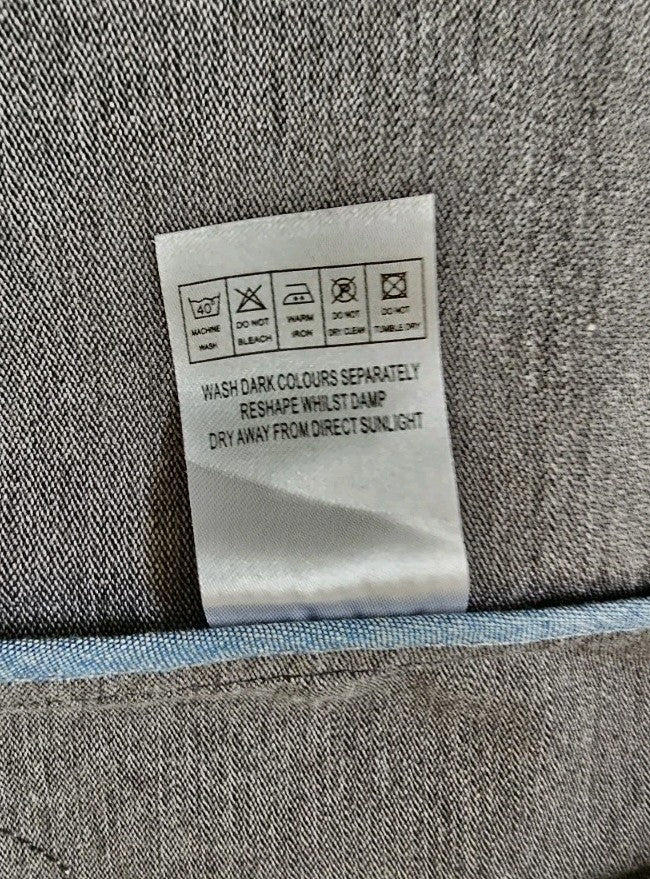 40°
MACHINE WASH
DO NOT BLEACH
WARM IRON
DO NOT DRY CLEAN
DO NOT TUMBLE DRY
WASH DARK COLOURS SEPARATELY
RESHAPE WHILST DAMP
DRY AWAY FROM DIRECT SUNLIGHT